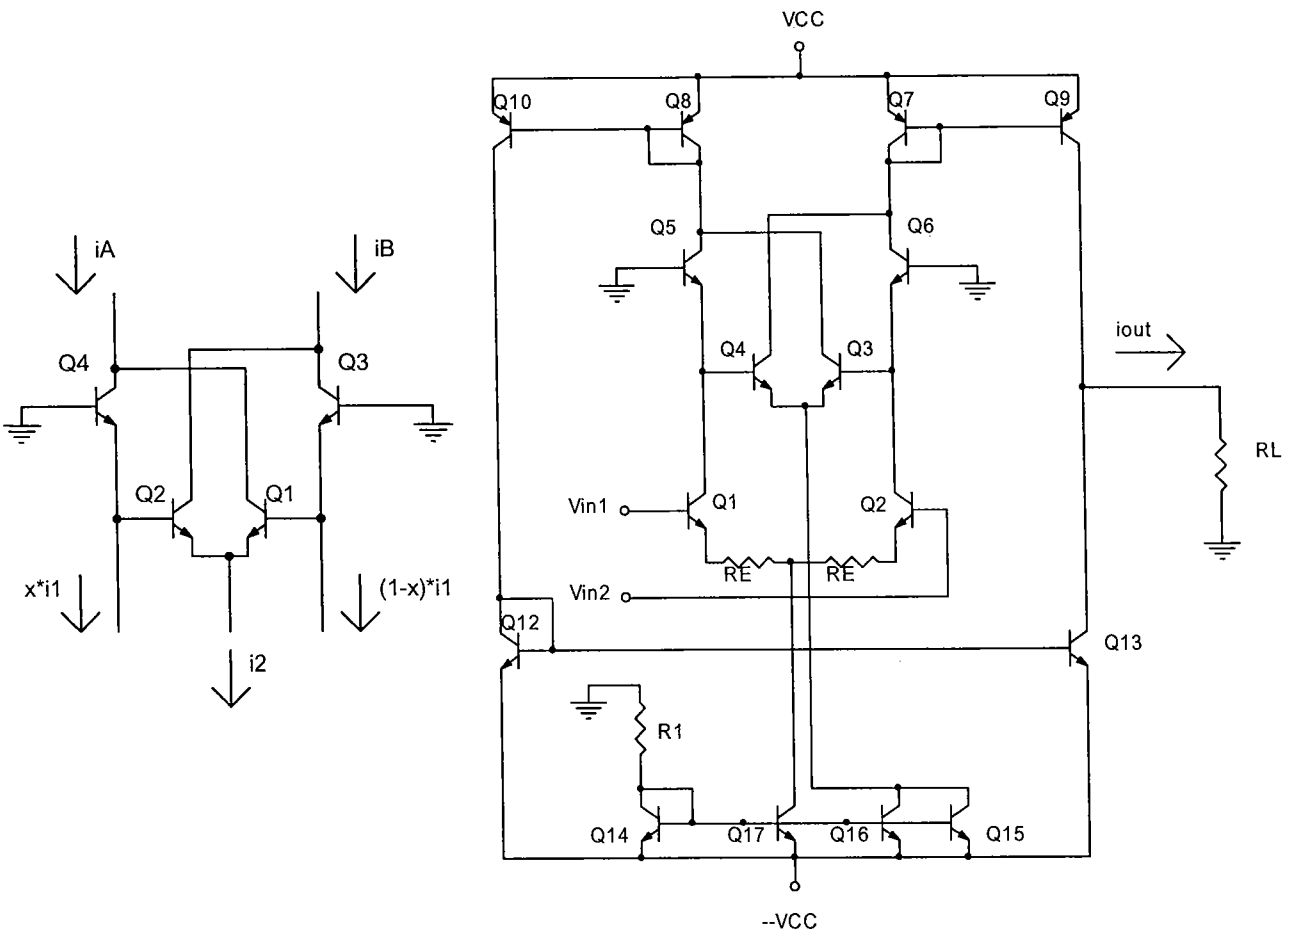 VCC
Q10
Q8
Q7
Q9
iA
iB
Q5
Q6
Q4
Q3
iout
Q4
Q3
RL
Q2
Q1
Vin1
Q1
Q2
RE
RE
x*i1
(1-x)*i1
Vin2
Q12
Q13
i2
R1
Q14
Q17
Q16
Q15
--VCC